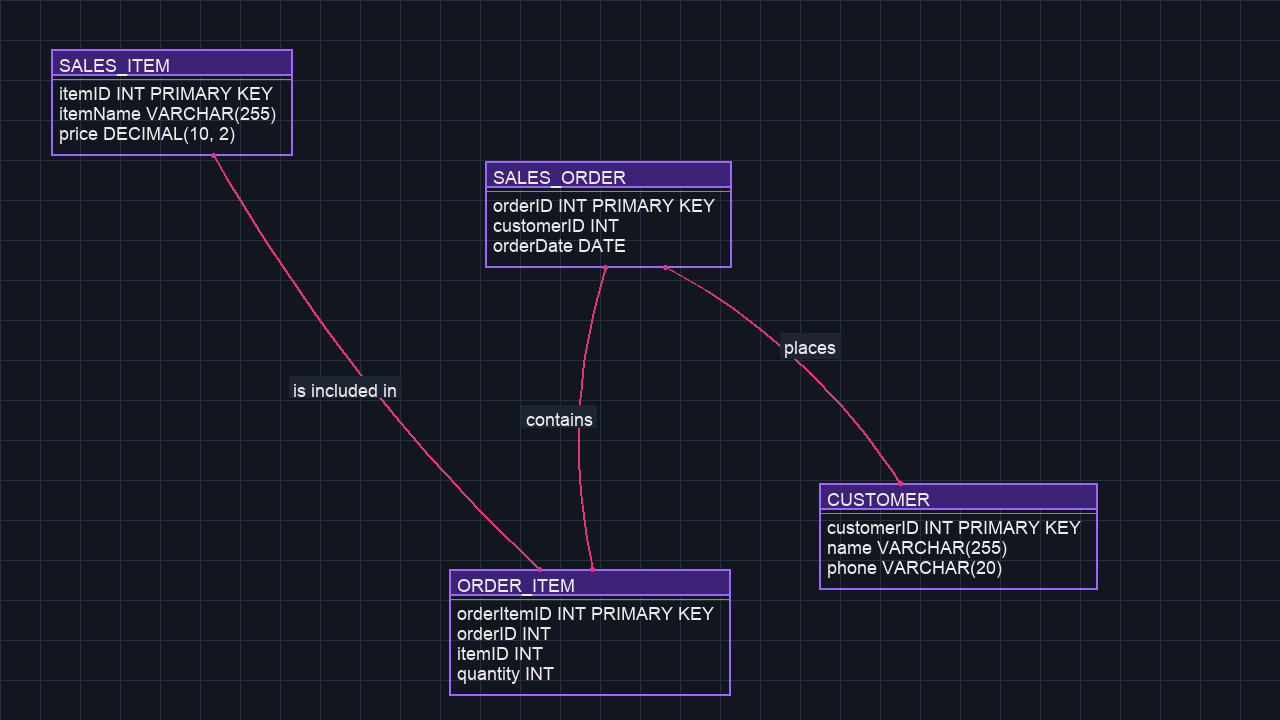 SALES_ITEM
itemID INT PRIMARY KEY
itemName VARCHAR(255)
price DECIMAL(10, 2)
SALES_ORDER
orderID INT PRIMARY KEY
customerID INT
orderDate DATE
places
is included in
contains
CUSTOMER
customerID INT PRIMARY KEY
name VARCHAR(255)
phone VARCHAR(20)
ORDER_ITEM
orderItemID INT PRIMARY KEY
orderID INT
itemID INT
quantity INT